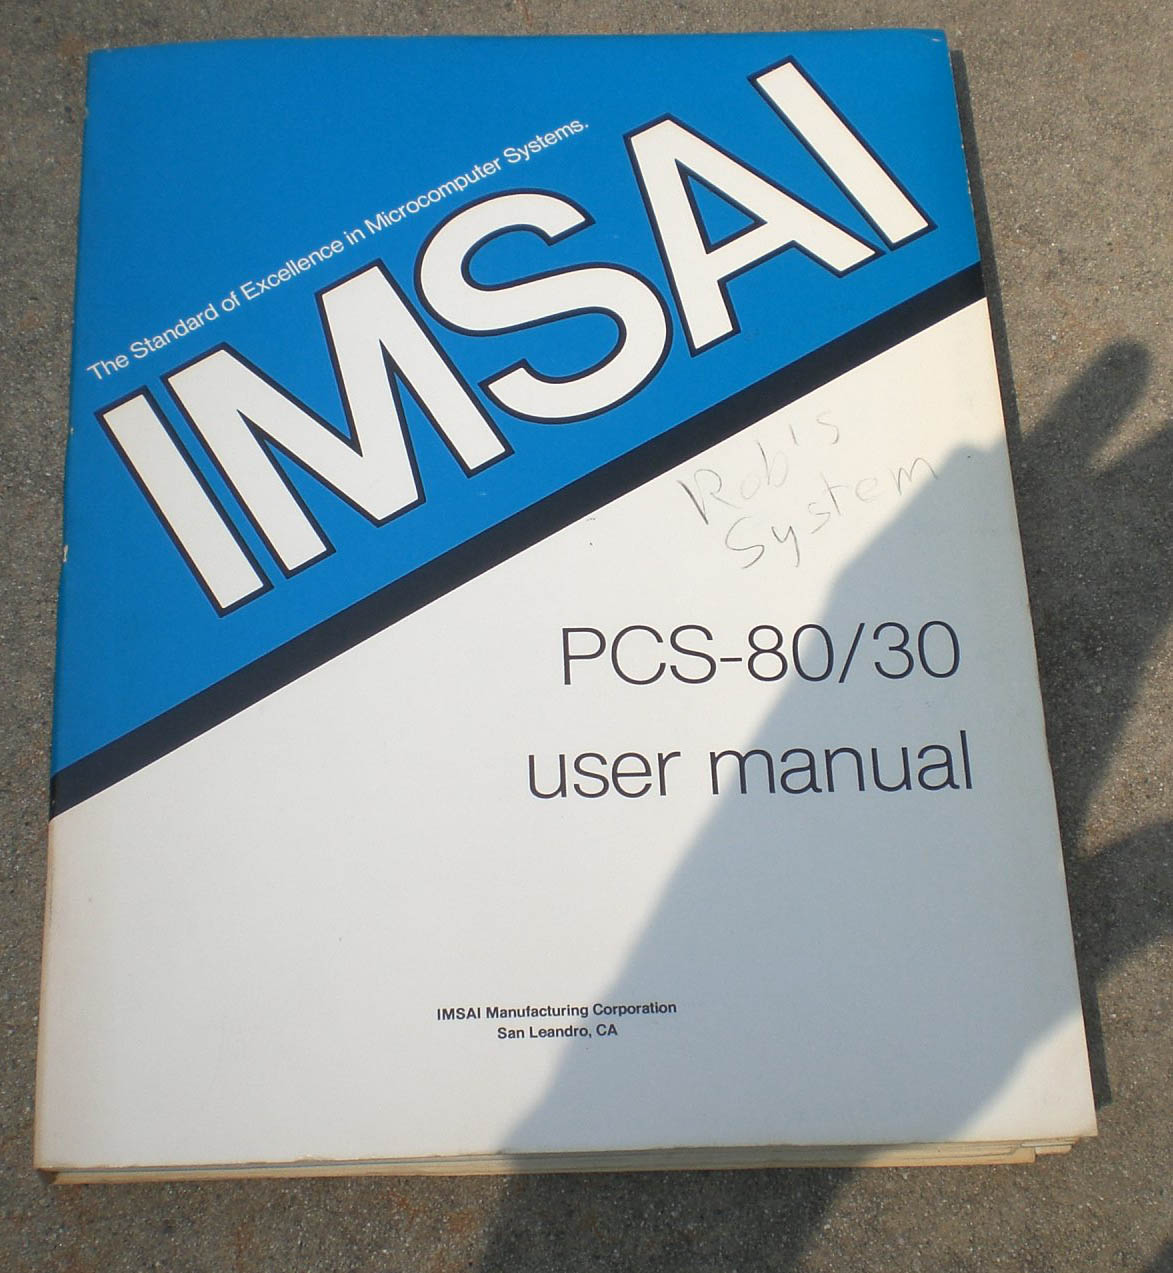 The Standard of Excellence in Microcomputer Systems.
IMSAI
Rob's
System
PCS-80/30
user manual
IMSAI Manufacturing Corporation
San Leandro, CA